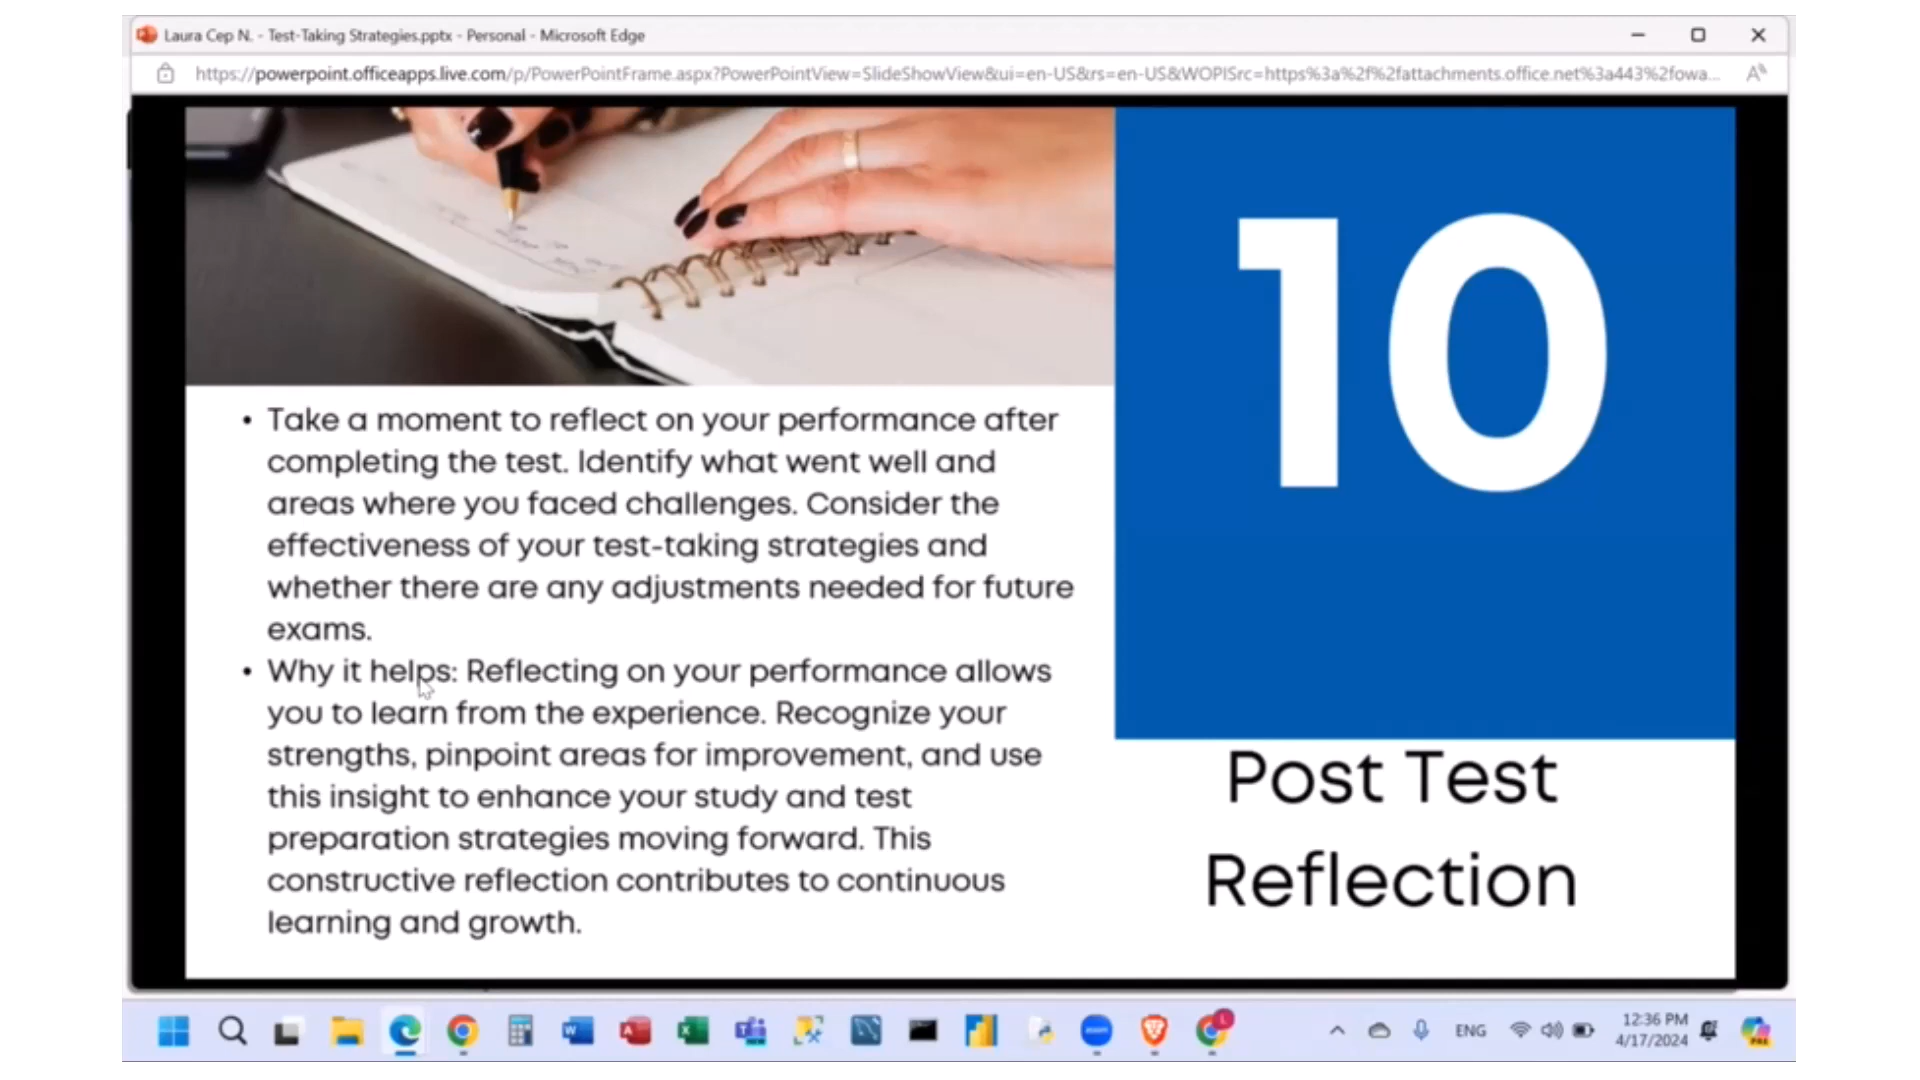 Laura Cep N. - Test-Taking Strategies.pptx - Personal - Microsoft Edge
https://powerpoint.officeapps.live.com/p/PowerPointFrame.aspx?PowerPointView=SlideShowView&ui=en-US&rs=en-US&WOPISrc=https%3a%2f%2fattachments.office.net%3a443%2fowa...
10
• Take a moment to reflect on your performance after
completing the test. Identify what went well and
areas where you faced challenges. Consider the
effectiveness of your test-taking strategies and
whether there are any adjustments needed for future
exams.
• Why it helps: Reflecting on your performance allows
you to learn from the experience. Recognize your
strengths, pinpoint areas for improvement, and use
this insight to enhance your study and test
preparation strategies moving forward. This
constructive reflection contributes to continuous
learning and growth.
Post Test
Reflection
ENG
12:36 PM
4/17/2024